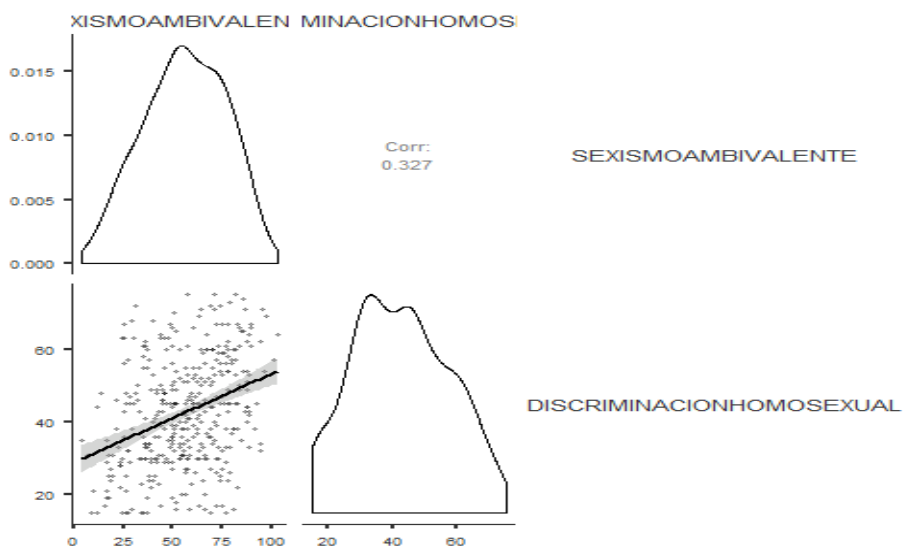 XISMOAMBIVALEN MINACIONHOMOS
0.015
0.010
0.005
0.000
Corr:
0.327
SEXISMOAMBIVALENTE
60
40
20
DISCRIMINACIONHOMOSEXUAL
0 25 50 75 100 20 40 60